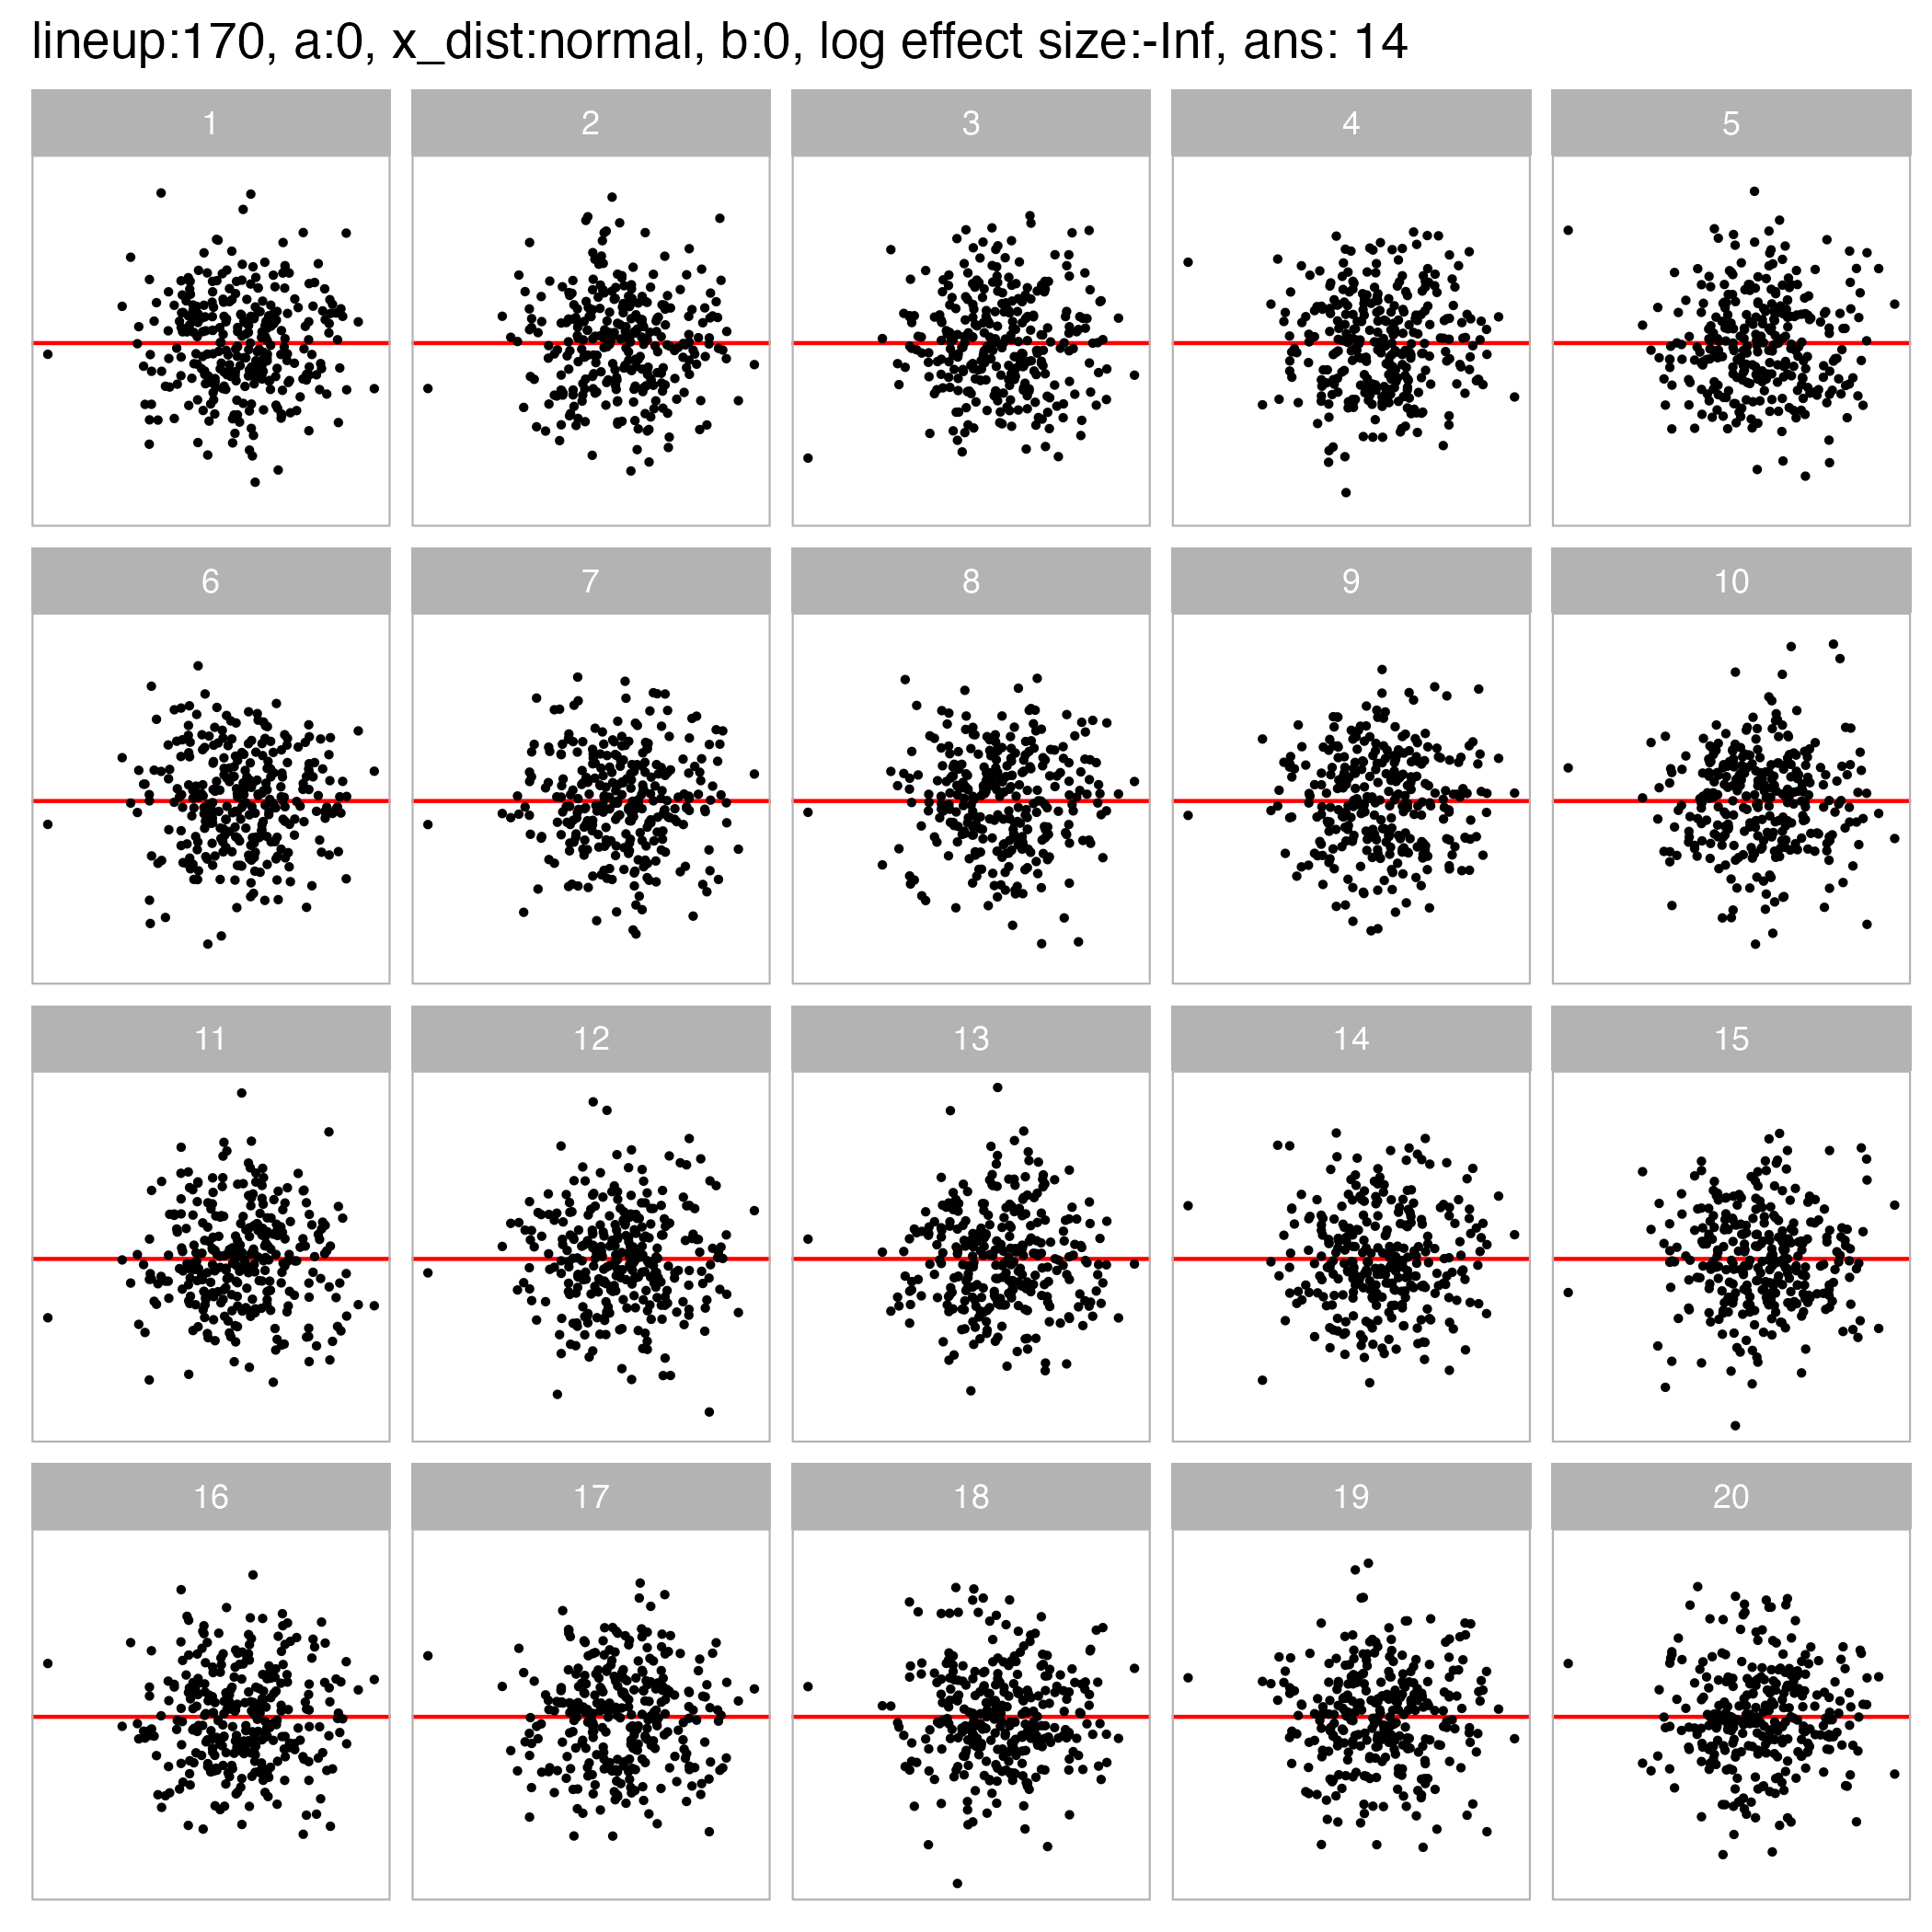 lineup:170, a:0, x_dist:normal, b:0, log effect size:-Inf, ans: 14
1 2 3 4 5
6 7 8 9 10
11 12 13 14 15
16 17 18 19 20